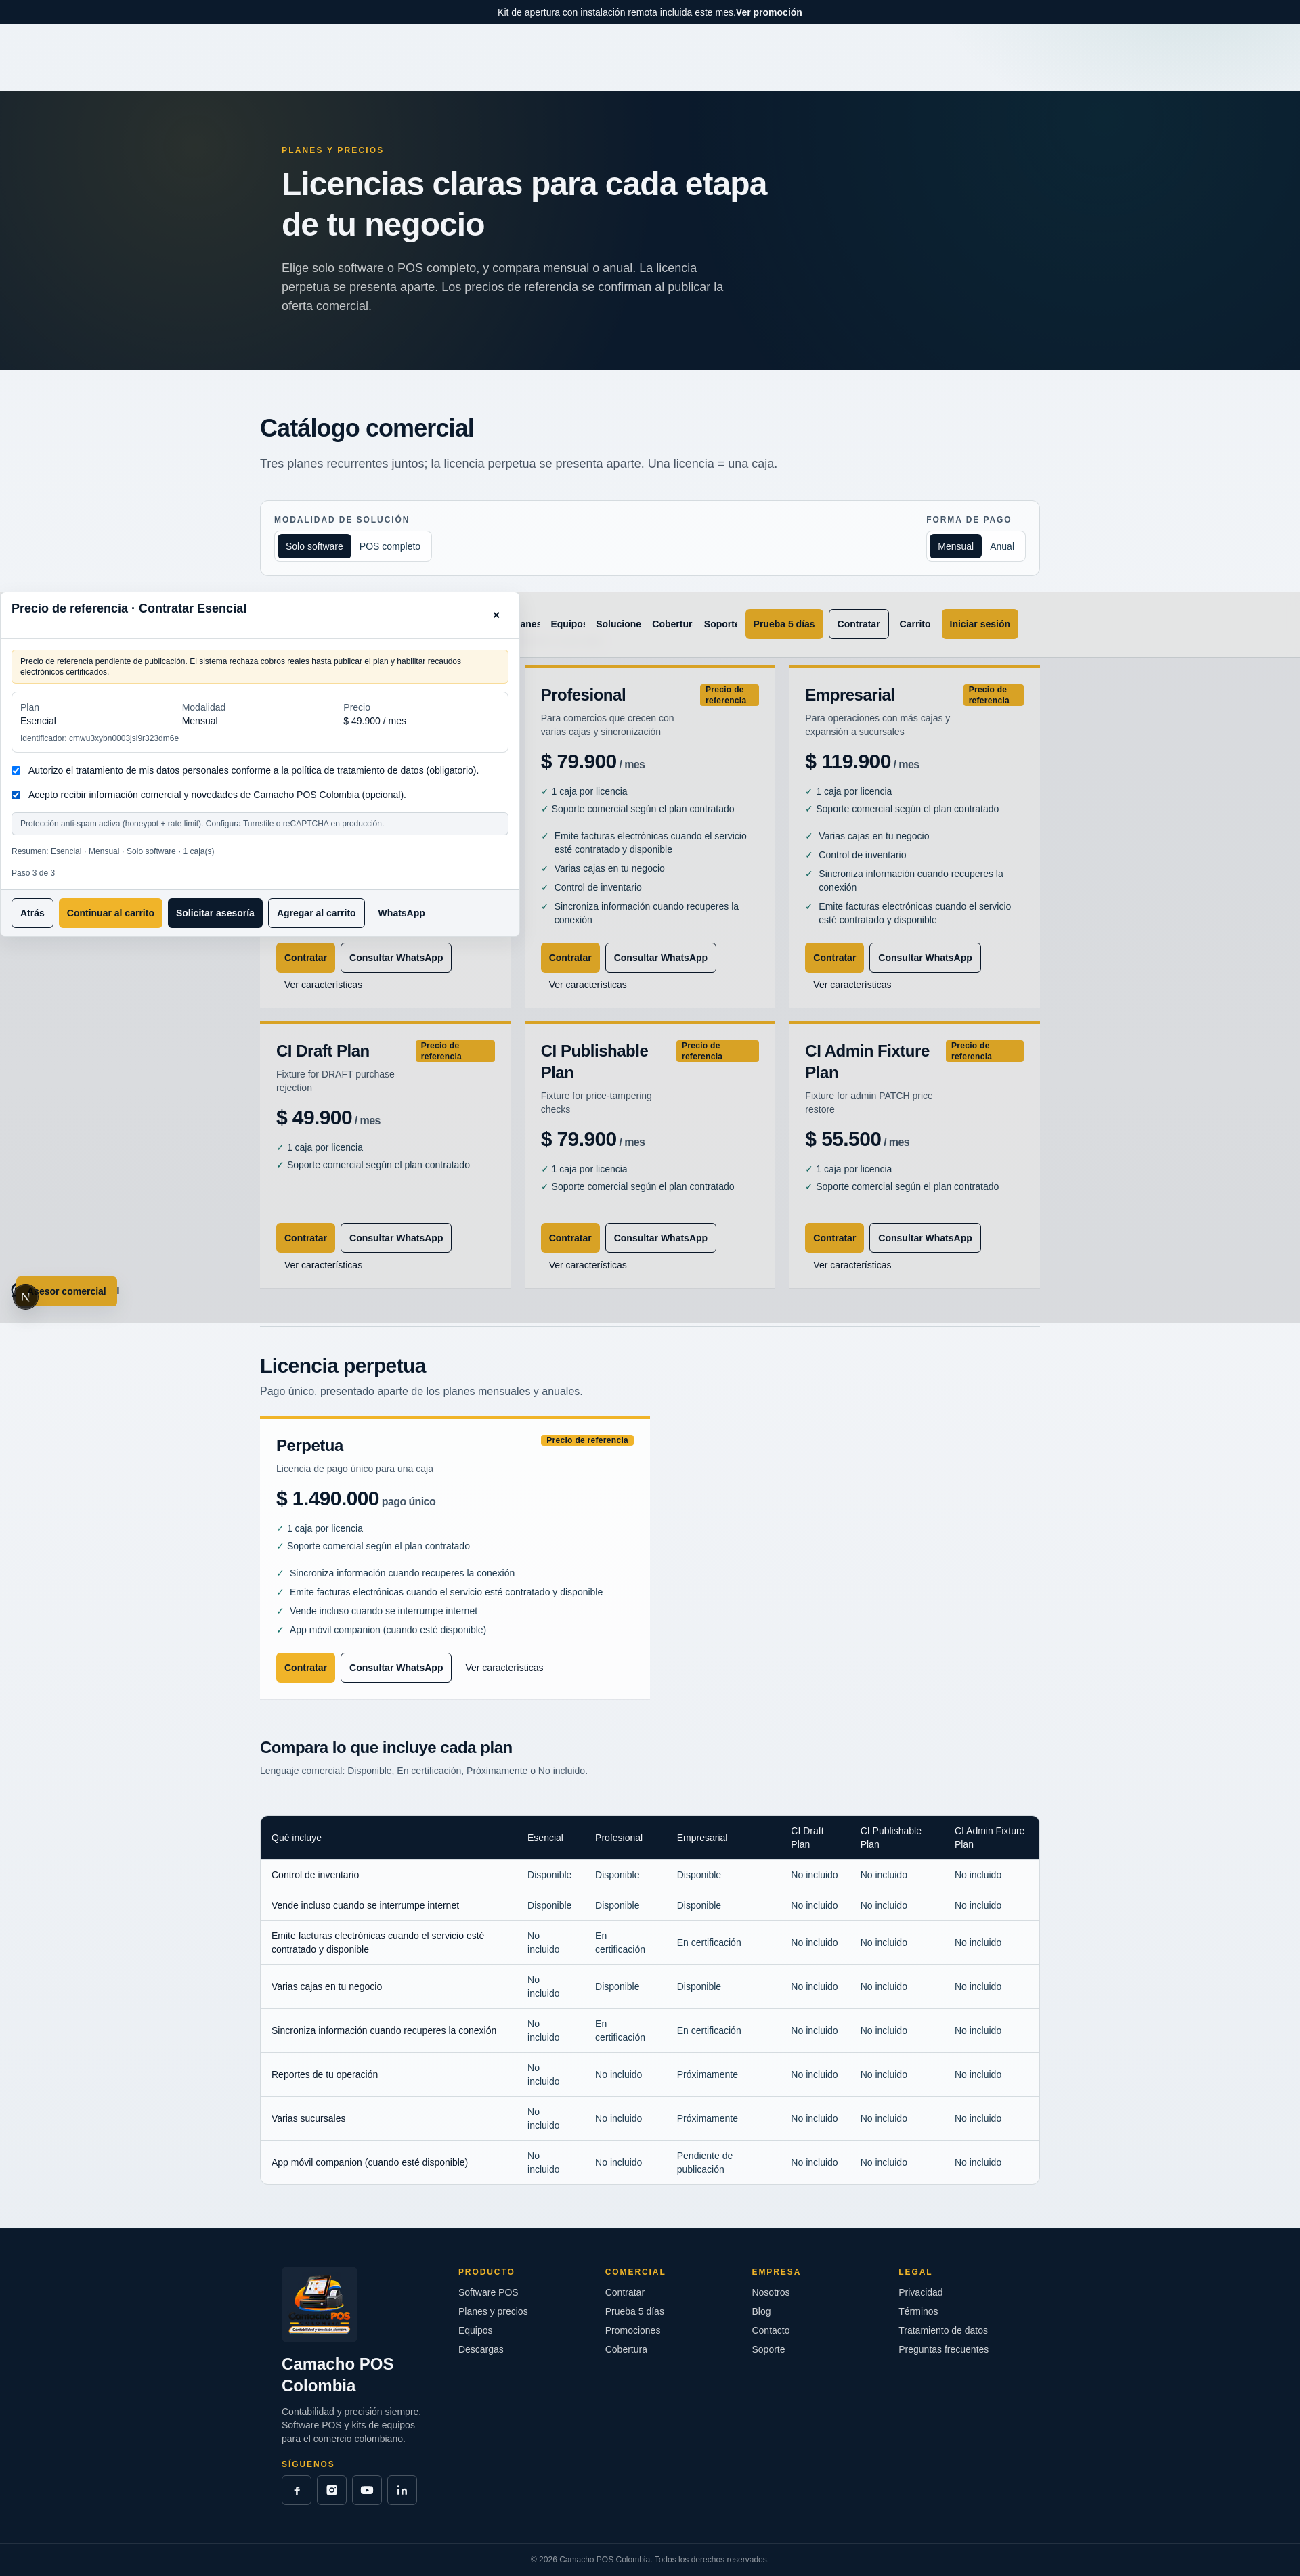 Kit de apertura con instalación remota incluida este mes.Ver promoción
PLANES Y PRECIOS
Licencias claras para cada etapa
de tu negocio
Elige solo software o POS completo, y compara mensual o anual. La licencia
perpetua se presenta aparte. Los precios de referencia se confirman al publicar la
oferta comercial.
Catálogo comercial
Tres planes recurrentes juntos; la licencia perpetua se presenta aparte. Una licencia = una caja.
MODALIDAD DE SOLUCIÓN
FORMA DE PAGO
Solo software
POS completo
Mensual
Anual
Precio de referencia · Contratar Esencial
×
Equipos
Solucione
Cobertura
Soporte
Prueba 5 días
Contratar
Carrito
Iniciar sesión
Precio de referencia pendiente de publicación. El sistema rechaza cobros reales hasta publicar el plan y habilitar recaudos
electrónicos certificados.
Plan
Modalidad
Precio
Esencial
Mensual
$ 49.900 / mes
Identificador: cmwu3xybn0003jsi9r323dm6e
Autorizo el tratamiento de mis datos personales conforme a la política de tratamiento de datos (obligatorio).
Acepto recibir información comercial y novedades de Camacho POS Colombia (opcional).
Protección anti-spam activa (honeypot + rate limit). Configura Turnstile o reCAPTCHA en producción.
Resumen: Esencial · Mensual · Solo software · 1 caja(s)
Paso 3 de 3
Atrás
Continuar al carrito
Solicitar asesoría
Agregar al carrito
WhatsApp
Contratar
Consultar WhatsApp
Ver características
Profesional
Precio de
referencia
Para comercios que crecen con
varias cajas y sincronización
$ 79.900 / mes
✓ 1 caja por licencia
✓ Soporte comercial según el plan contratado
✓ Emite facturas electrónicas cuando el servicio
esté contratado y disponible
✓ Varias cajas en tu negocio
✓ Control de inventario
✓ Sincroniza información cuando recuperes la
conexión
Contratar
Consultar WhatsApp
Ver características
Empresarial
Precio de
referencia
Para operaciones con más cajas y
expansión a sucursales
$ 119.900 / mes
✓ 1 caja por licencia
✓ Soporte comercial según el plan contratado
✓ Varias cajas en tu negocio
✓ Control de inventario
✓ Sincroniza información cuando recuperes la
conexión
✓ Emite facturas electrónicas cuando el servicio
esté contratado y disponible
Contratar
Consultar WhatsApp
Ver características
CI Draft Plan
Precio de
referencia
Fixture for DRAFT purchase
rejection
$ 49.900 / mes
✓ 1 caja por licencia
✓ Soporte comercial según el plan contratado
Contratar
Consultar WhatsApp
Ver características
CI Publishable
Plan
Precio de
referencia
Fixture for price-tampering
checks
$ 79.900 / mes
✓ 1 caja por licencia
✓ Soporte comercial según el plan contratado
Contratar
Consultar WhatsApp
Ver características
CI Admin Fixture
Plan
Precio de
referencia
Fixture for admin PATCH price
restore
$ 55.500 / mes
✓ 1 caja por licencia
✓ Soporte comercial según el plan contratado
Contratar
Consultar WhatsApp
Ver características
comercial
N
Licencia perpetua
Pago único, presentado aparte de los planes mensuales y anuales.
Perpetua
Precio de referencia
Licencia de pago único para una caja
$ 1.490.000 pago único
✓ 1 caja por licencia
✓ Soporte comercial según el plan contratado
✓ Sincroniza información cuando recuperes la conexión
✓ Emite facturas electrónicas cuando el servicio esté contratado y disponible
✓ Vende incluso cuando se interrumpe internet
✓ App móvil companion (cuando esté disponible)
Contratar
Consultar WhatsApp
Ver características
Compara lo que incluye cada plan
Lenguaje comercial: Disponible, En certificación, Próximamente o No incluido.
Qué incluye Esencial Profesional Empresarial CI Draft Plan CI Publishable Plan CI Admin Fixture Plan
Control de inventario Disponible Disponible Disponible No incluido No incluido No incluido
Vende incluso cuando se interrumpe internet Disponible Disponible Disponible No incluido No incluido No incluido
Emite facturas electrónicas cuando el servicio esté contratado y disponible No incluido En certificación En certificación No incluido No incluido No incluido
Varias cajas en tu negocio No incluido Disponible Disponible No incluido No incluido No incluido
Sincroniza información cuando recuperes la conexión No incluido En certificación En certificación No incluido No incluido No incluido
Reportes de tu operación No incluido No incluido Próximamente No incluido No incluido No incluido
Varias sucursales No incluido No incluido Próximamente No incluido No incluido No incluido
App móvil companion (cuando esté disponible) No incluido No incluido Pendiente de publicación No incluido No incluido No incluido
POS
Contabilidad y precisión siempre.
Camacho POS
Colombia
Contabilidad y precisión siempre.
Software POS y kits de equipos
para el comercio colombiano.
SÍGUENOS
PRODUCTO
Software POS
Planes y precios
Equipos
Descargas
COMERCIAL
Contratar
Prueba 5 días
Promociones
Cobertura
EMPRESA
Nosotros
Blog
Contacto
Soporte
LEGAL
Privacidad
Términos
Tratamiento de datos
Preguntas frecuentes
© 2026 Camacho POS Colombia. Todos los derechos reservados.